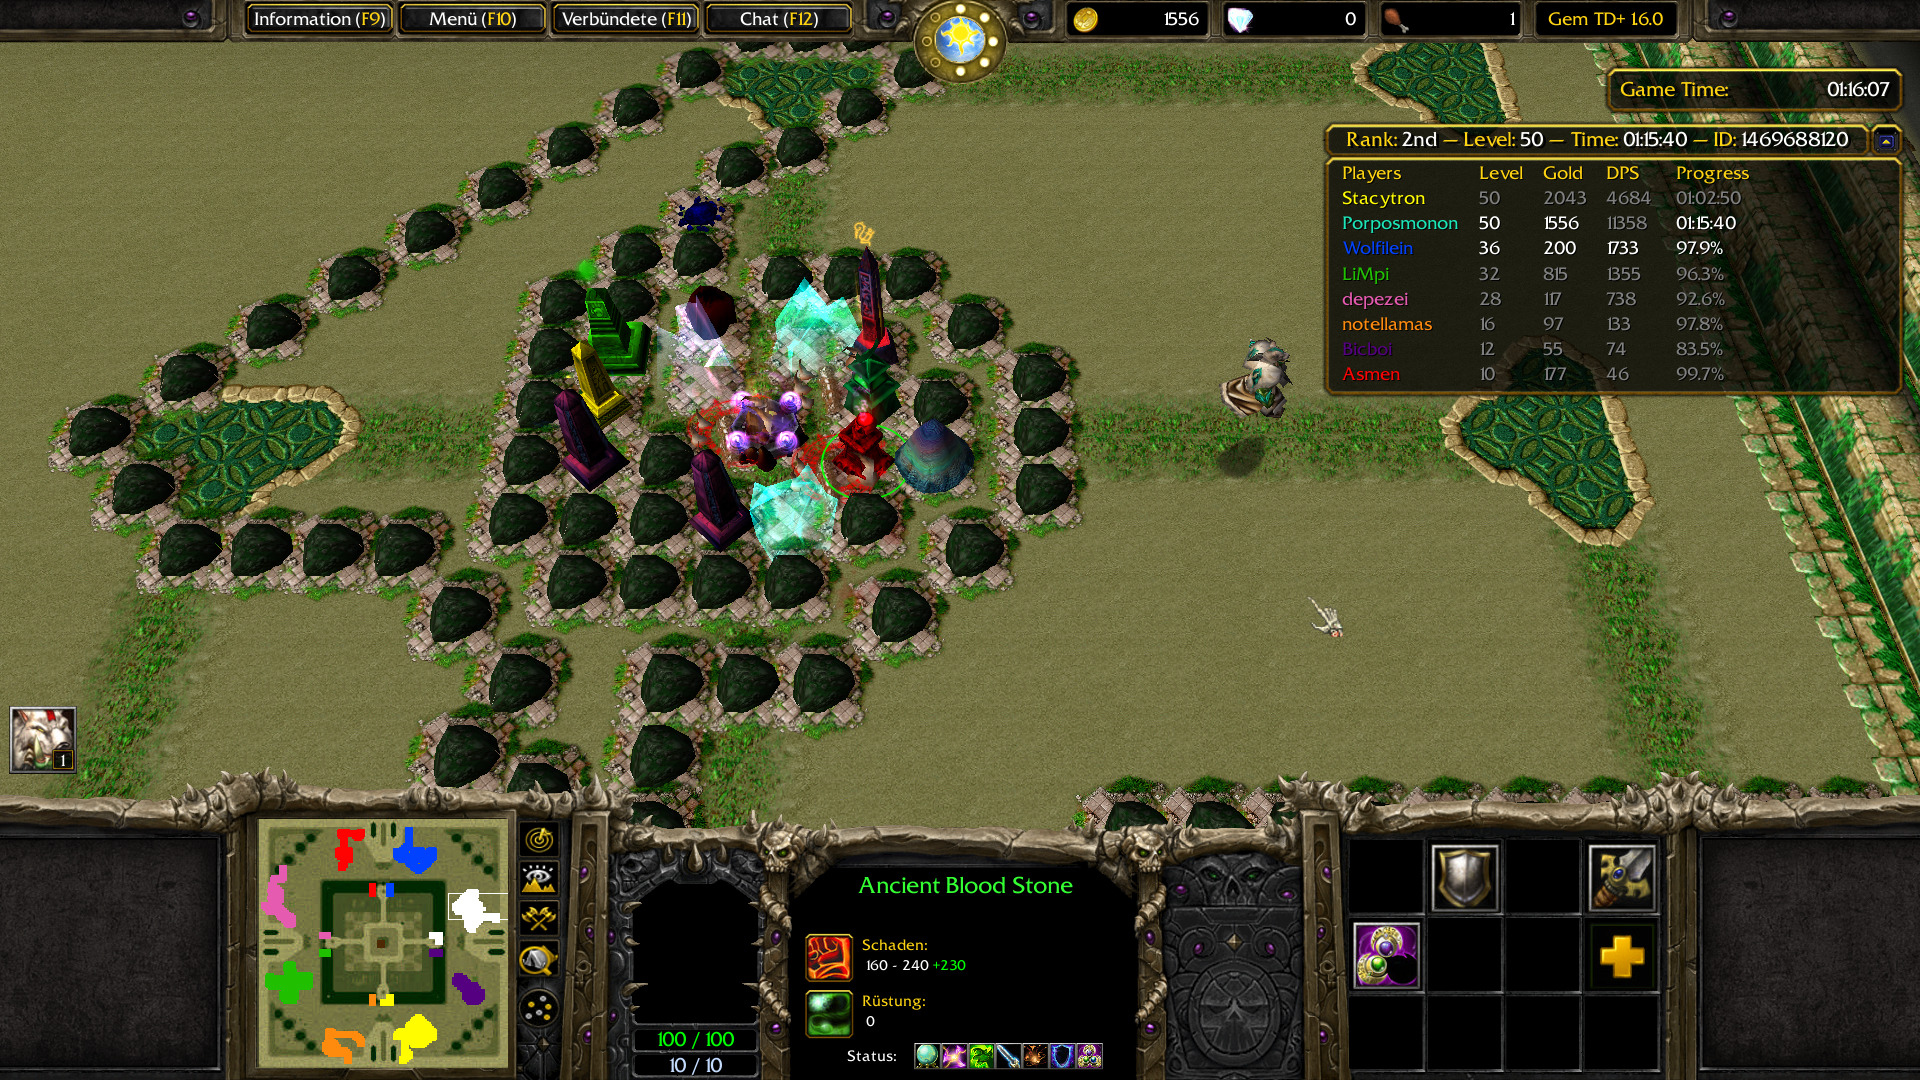 Information (F9) Menü (F10) Verbündete (F11) Chat (F12) 1556 0 1 Gem TD+ 1.6.0
Game Time: 01:16:07
Rank: 2nd — Level: 50 — Time: 01:15:40 — ID: 1469688120
Players Level Gold DPS Progress
Stacytron 50 2043 4684 01:02:50
Porposmonon 50 1556 11358 01:15:40
Wolfilein 36 200 1733 97.9%
LiMpi 32 815 1355 96.3%
depezei 28 117 738 92.6%
notellamas 16 97 133 97.8%
Bicboi 12 55 74 83.5%
Asmen 10 177 46 99.7%
1
Ancient Blood Stone
Schaden:
160 - 240 +230
Rüstung:
0
Status:
100 / 100
10 / 10